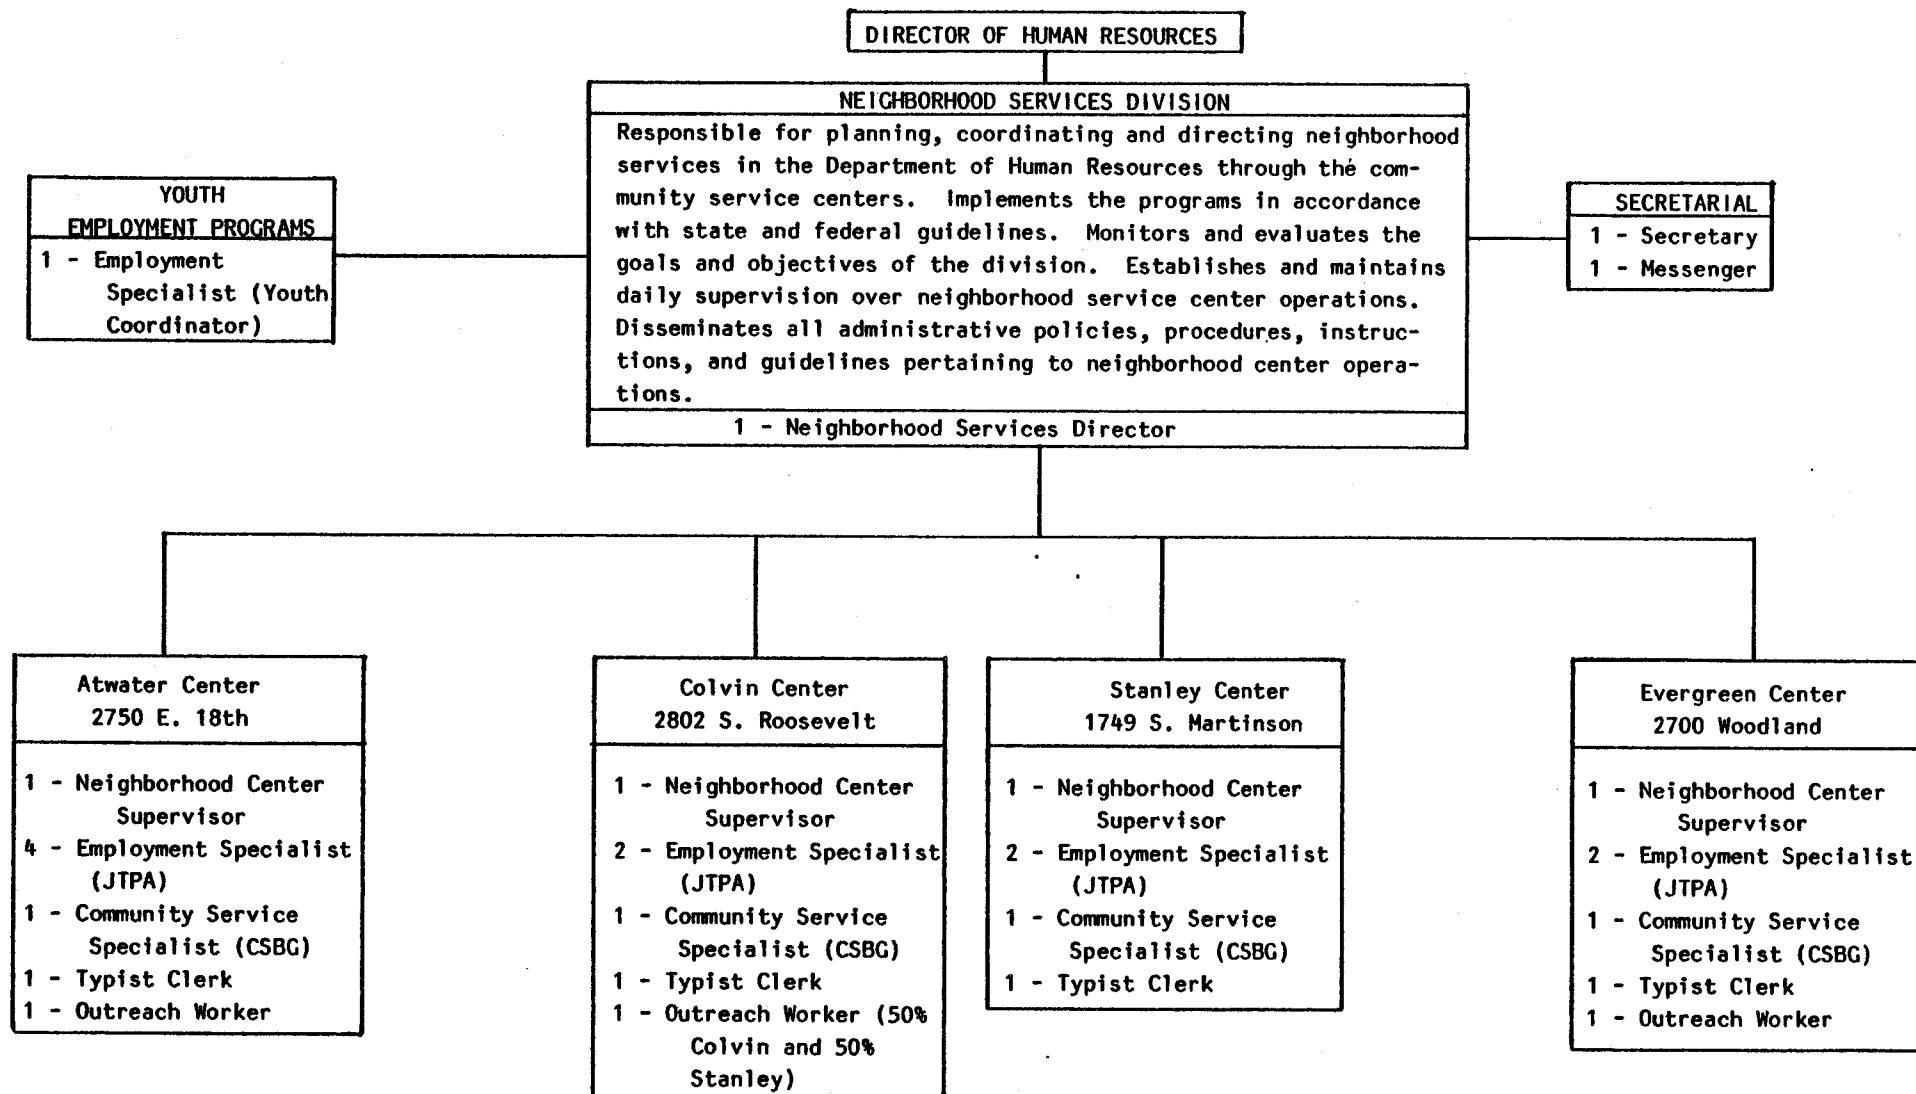 DIRECTOR OF HUMAN RESOURCES
NEIGHBORHOOD SERVICES DIVISION
Responsible for planning, coordinating and directing neighborhood
services in the Department of Human Resources through the com-
munity service centers. Implements the programs in accordance
with state and federal guidelines. Monitors and evaluates the
goals and objectives of the division. Establishes and maintains
daily supervision over neighborhood service center operations.
Disseminates all administrative policies, procedures, instruc-
tions, and guidelines pertaining to neighborhood center opera-
tions.
1 - Neighborhood Services Director
YOUTH
EMPLOYMENT PROGRAMS
1 - Employment
Specialist (Youth
Coordinator)
SECRETARIAL
1 - Secretary
1 - Messenger
Atwater Center
2750 E. 18th
1 - Neighborhood Center
Supervisor
4 - Employment Specialist
(JTPA)
1 - Community Service
Specialist (CSBG)
1 - Typist Clerk
1 - Outreach Worker
Colvin Center
2802 S. Roosevelt
1 - Neighborhood Center
Supervisor
2 - Employment Specialist
(JTPA)
1 - Community Service
Specialist (CSBG)
1 - Typist Clerk
1 - Outreach Worker (50%
Colvin and 50%
Stanley)
Stanley Center
1749 S. Martinson
1 - Neighborhood Center
Supervisor
2 - Employment Specialist
(JTPA)
1 - Community Service
Specialist (CSBG)
1 - Typist Clerk
Evergreen Center
2700 Woodland
1 - Neighborhood Center
Supervisor
2 - Employment Specialist
(JTPA)
1 - Community Service
Specialist (CSBG)
1 - Typist Clerk
1 - Outreach Worker